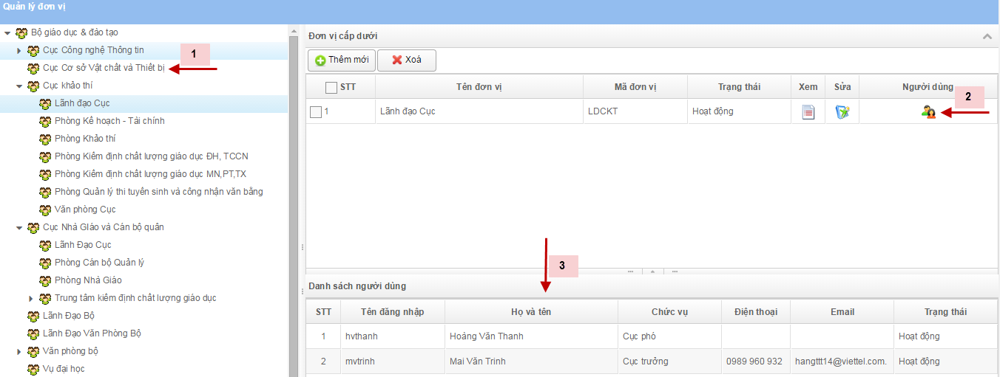 Quản lý đơn vị
Bộ giáo dục & đào tạo
Cục Công nghệ Thông tin
1
Cục Cơ sở Vật chất và Thiết bị
Cục khảo thí
Lãnh đạo Cục
Phòng Kế hoạch - Tài chính
Phòng Khảo thí
Phòng Kiểm định chất lượng giáo dục ĐH, TCCN
Phòng Kiểm định chất lượng giáo dục MN,PT,TX
Phòng Quản lý thi tuyển sinh và công nhận văn bằng
Văn phòng Cục
Cục Nhà GIáo và Cán bộ quản
Lãnh Đạo Cục
Phòng Cán bộ Quản lý
Phòng Nhà Giáo
Trung tâm kiểm định chất lượng giáo dục
Lãnh Đạo Bộ
Lãnh Đạo Văn Phòng Bộ
Văn phòng bộ
Vụ đại học
Đơn vị cấp dưới
Thêm mới Xoá
STT Tên đơn vị Mã đơn vị Trạng thái Xem Sửa Người dùng
1 Lãnh đạo Cục LDCKT Hoạt động
2
3
Danh sách người dùng
STT Tên đăng nhập Họ và tên Chức vụ Điện thoại Email Trạng thái
1 hvthanh Hoàng Văn Thanh Cục phó Hoạt động
2 mvtrinh Mai Văn Trinh Cục trưởng 0989 960 932 hangttt14@viettel.com. Hoạt động